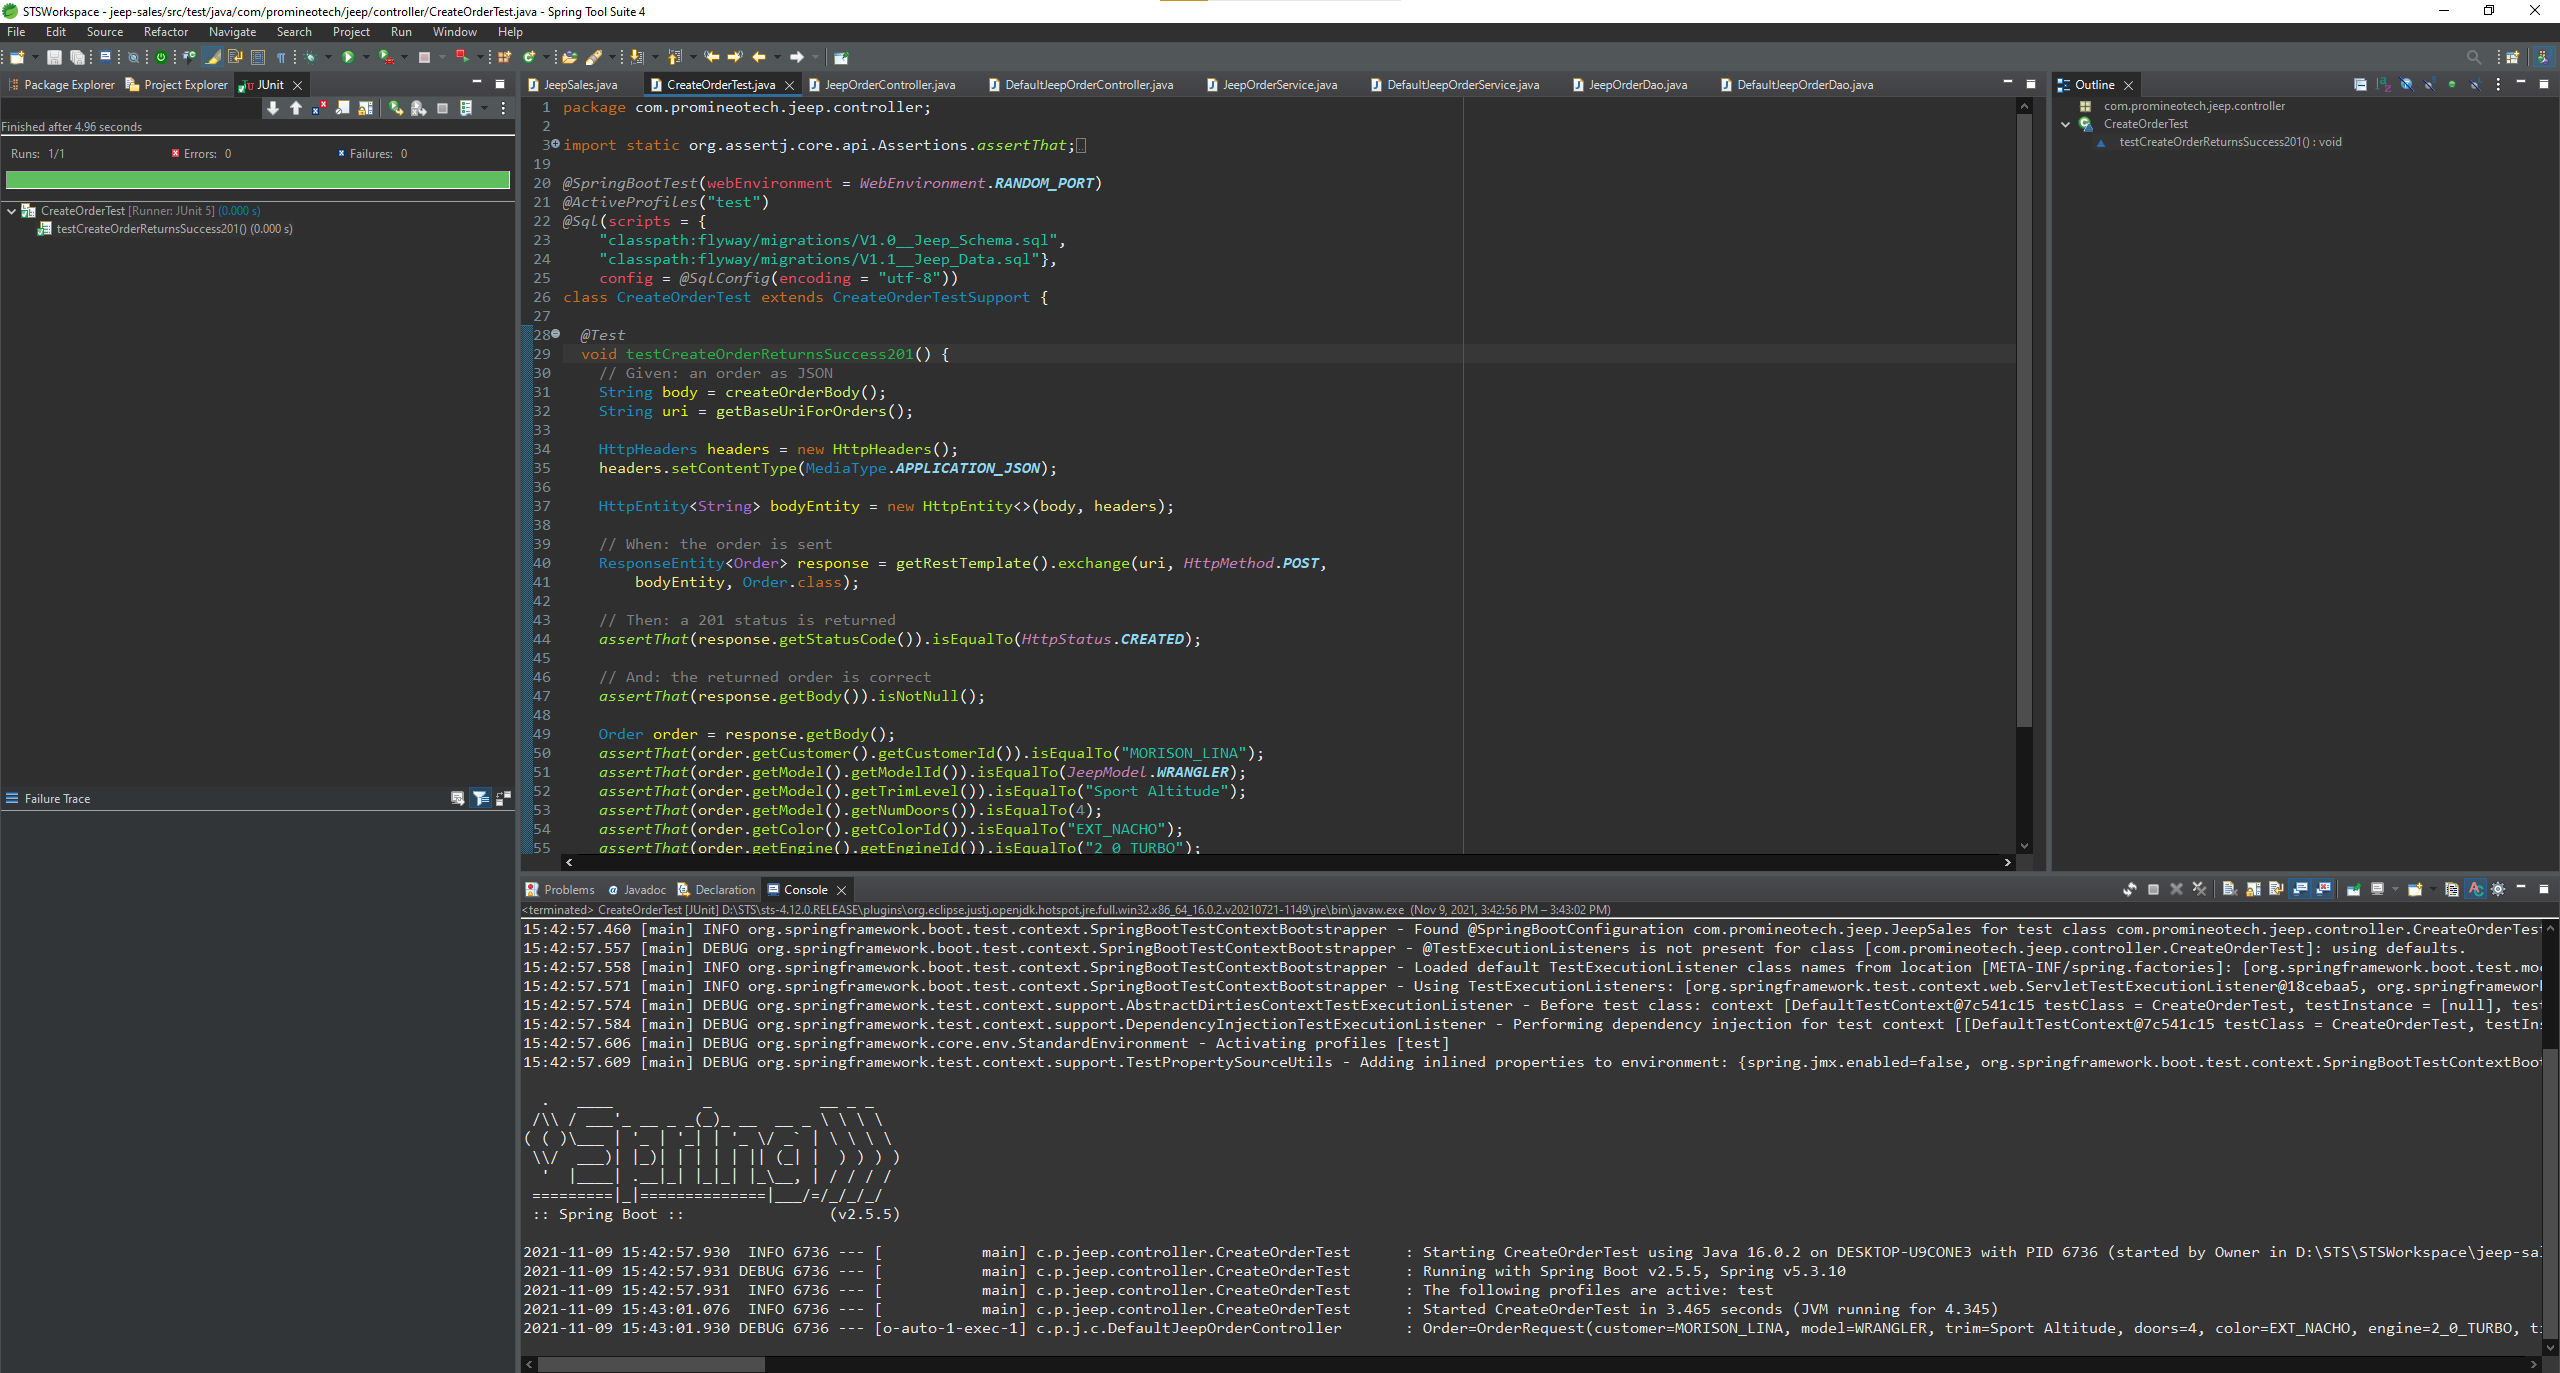 STSWorkspace - jeep-sales/src/test/java/com/promineotech/jeep/controller/CreateOrderTest.java - Spring Tool Suite 4
File Edit Source Refactor Navigate Search Project Run Window Help
Package Explorer Project Explorer JUnit
Finished after 4.96 seconds
Runs: 1/1 Errors: 0 Failures: 0
CreateOrderTest [Runner: JUnit 5] (0.000 s)
testCreateOrderReturnsSuccess201() (0.000 s)
Failure Trace
JeepSales.java CreateOrderTest.java JeepOrderController.java DefaultJeepOrderController.java JeepOrderService.java DefaultJeepOrderService.java JeepOrderDao.java DefaultJeepOrderDao.java
1 package com.promineotech.jeep.controller;
2
3 import static org.assertj.core.api.Assertions.assertThat;
19
20 @SpringBootTest(webEnvironment = WebEnvironment.RANDOM_PORT)
21 @ActiveProfiles("test")
22 @Sql(scripts = {
23 "classpath:flyway/migrations/V1.0__Jeep_Schema.sql",
24 "classpath:flyway/migrations/V1.1__Jeep_Data.sql"},
25 config = @SqlConfig(encoding = "utf-8"))
26 class CreateOrderTest extends CreateOrderTestSupport {
27
28 @Test
29 void testCreateOrderReturnsSuccess201() {
30 // Given: an order as JSON
31 String body = createOrderBody();
32 String uri = getBaseUriForOrders();
33
34 HttpHeaders headers = new HttpHeaders();
35 headers.setContentType(MediaType.APPLICATION_JSON);
36
37 HttpEntity<String> bodyEntity = new HttpEntity<>(body, headers);
38
39 // When: the order is sent
40 ResponseEntity<Order> response = getRestTemplate().exchange(uri, HttpMethod.POST,
41 bodyEntity, Order.class);
42
43 // Then: a 201 status is returned
44 assertThat(response.getStatusCode()).isEqualTo(HttpStatus.CREATED);
45
46 // And: the returned order is correct
47 assertThat(response.getBody()).isNotNull();
48
49 Order order = response.getBody();
50 assertThat(order.getCustomer().getCustomerId()).isEqualTo("MORISON_LINA");
51 assertThat(order.getModel().getModelId()).isEqualTo(JeepModel.WRANGLER);
52 assertThat(order.getModel().getTrimLevel()).isEqualTo("Sport Altitude");
53 assertThat(order.getModel().getNumDoors()).isEqualTo(4);
54 assertThat(order.getColor().getColorId()).isEqualTo("EXT_NACHO");
55 assertThat(order.getEngine().getEngineId()).isEqualTo("2_0_TURBO");
Outline
com.promineotech.jeep.controller
CreateOrderTest
testCreateOrderReturnsSuccess201() : void
Problems Javadoc Declaration Console
<terminated> CreateOrderTest [JUnit] D:\STS\sts-4.12.0.RELEASE\plugins\org.eclipse.justj.openjdk.hotspot.jre.full.win32.x86_64_16.0.2.v20210721-1149\jre\bin\javaw.exe (Nov 9, 2021, 3:42:56 PM – 3:43:02 PM)
15:42:57.460 [main] INFO org.springframework.boot.test.context.SpringBootTestContextBootstrapper - Found @SpringBootConfiguration com.promineotech.jeep.JeepSales for test class com.promineotech.jeep.controller.CreateOrderTes
15:42:57.557 [main] DEBUG org.springframework.boot.test.context.SpringBootTestContextBootstrapper - @TestExecutionListeners is not present for class [com.promineotech.jeep.controller.CreateOrderTest]: using defaults.
15:42:57.558 [main] INFO org.springframework.boot.test.context.SpringBootTestContextBootstrapper - Loaded default TestExecutionListener class names from location [META-INF/spring.factories]: [org.springframework.boot.test.mo
15:42:57.571 [main] INFO org.springframework.boot.test.context.SpringBootTestContextBootstrapper - Using TestExecutionListeners: [org.springframework.test.context.web.ServletTestExecutionListener@18cebaa5, org.springframework
15:42:57.574 [main] DEBUG org.springframework.test.context.support.AbstractDirtiesContextTestExecutionListener - Before test class: context [DefaultTestContext@7c541c15 testClass = CreateOrderTest, testInstance = [null], tes
15:42:57.584 [main] DEBUG org.springframework.test.context.support.DependencyInjectionTestExecutionListener - Performing dependency injection for test context [[DefaultTestContext@7c541c15 testClass = CreateOrderTest, testIn
15:42:57.606 [main] DEBUG org.springframework.core.env.StandardEnvironment - Activating profiles [test]
15:42:57.609 [main] DEBUG org.springframework.test.context.support.TestPropertySourceUtils - Adding inlined properties to environment: {spring.jmx.enabled=false, org.springframework.boot.test.context.SpringBootTestContextBoo
Spring
:: Spring Boot :: (v2.5.5)
2021-11-09 15:42:57.930 INFO 6736 --- [ main] c.p.jeep.controller.CreateOrderTest : Starting CreateOrderTest using Java 16.0.2 on DESKTOP-U9CONE3 with PID 6736 (started by Owner in D:\STS\STSWorkspace\jeep-sa
2021-11-09 15:42:57.931 DEBUG 6736 --- [ main] c.p.jeep.controller.CreateOrderTest : Running with Spring Boot v2.5.5, Spring v5.3.10
2021-11-09 15:42:57.931 INFO 6736 --- [ main] c.p.jeep.controller.CreateOrderTest : The following profiles are active: test
2021-11-09 15:43:01.076 INFO 6736 --- [ main] c.p.jeep.controller.CreateOrderTest : Started CreateOrderTest in 3.465 seconds (JVM running for 4.345)
2021-11-09 15:43:01.930 DEBUG 6736 --- [o-auto-1-exec-1] c.p.j.c.DefaultJeepOrderController : Order=OrderRequest(customer=MORISON_LINA, model=WRANGLER, trim=Sport Altitude, doors=4, color=EXT_NACHO, engine=2_0_TURBO, t